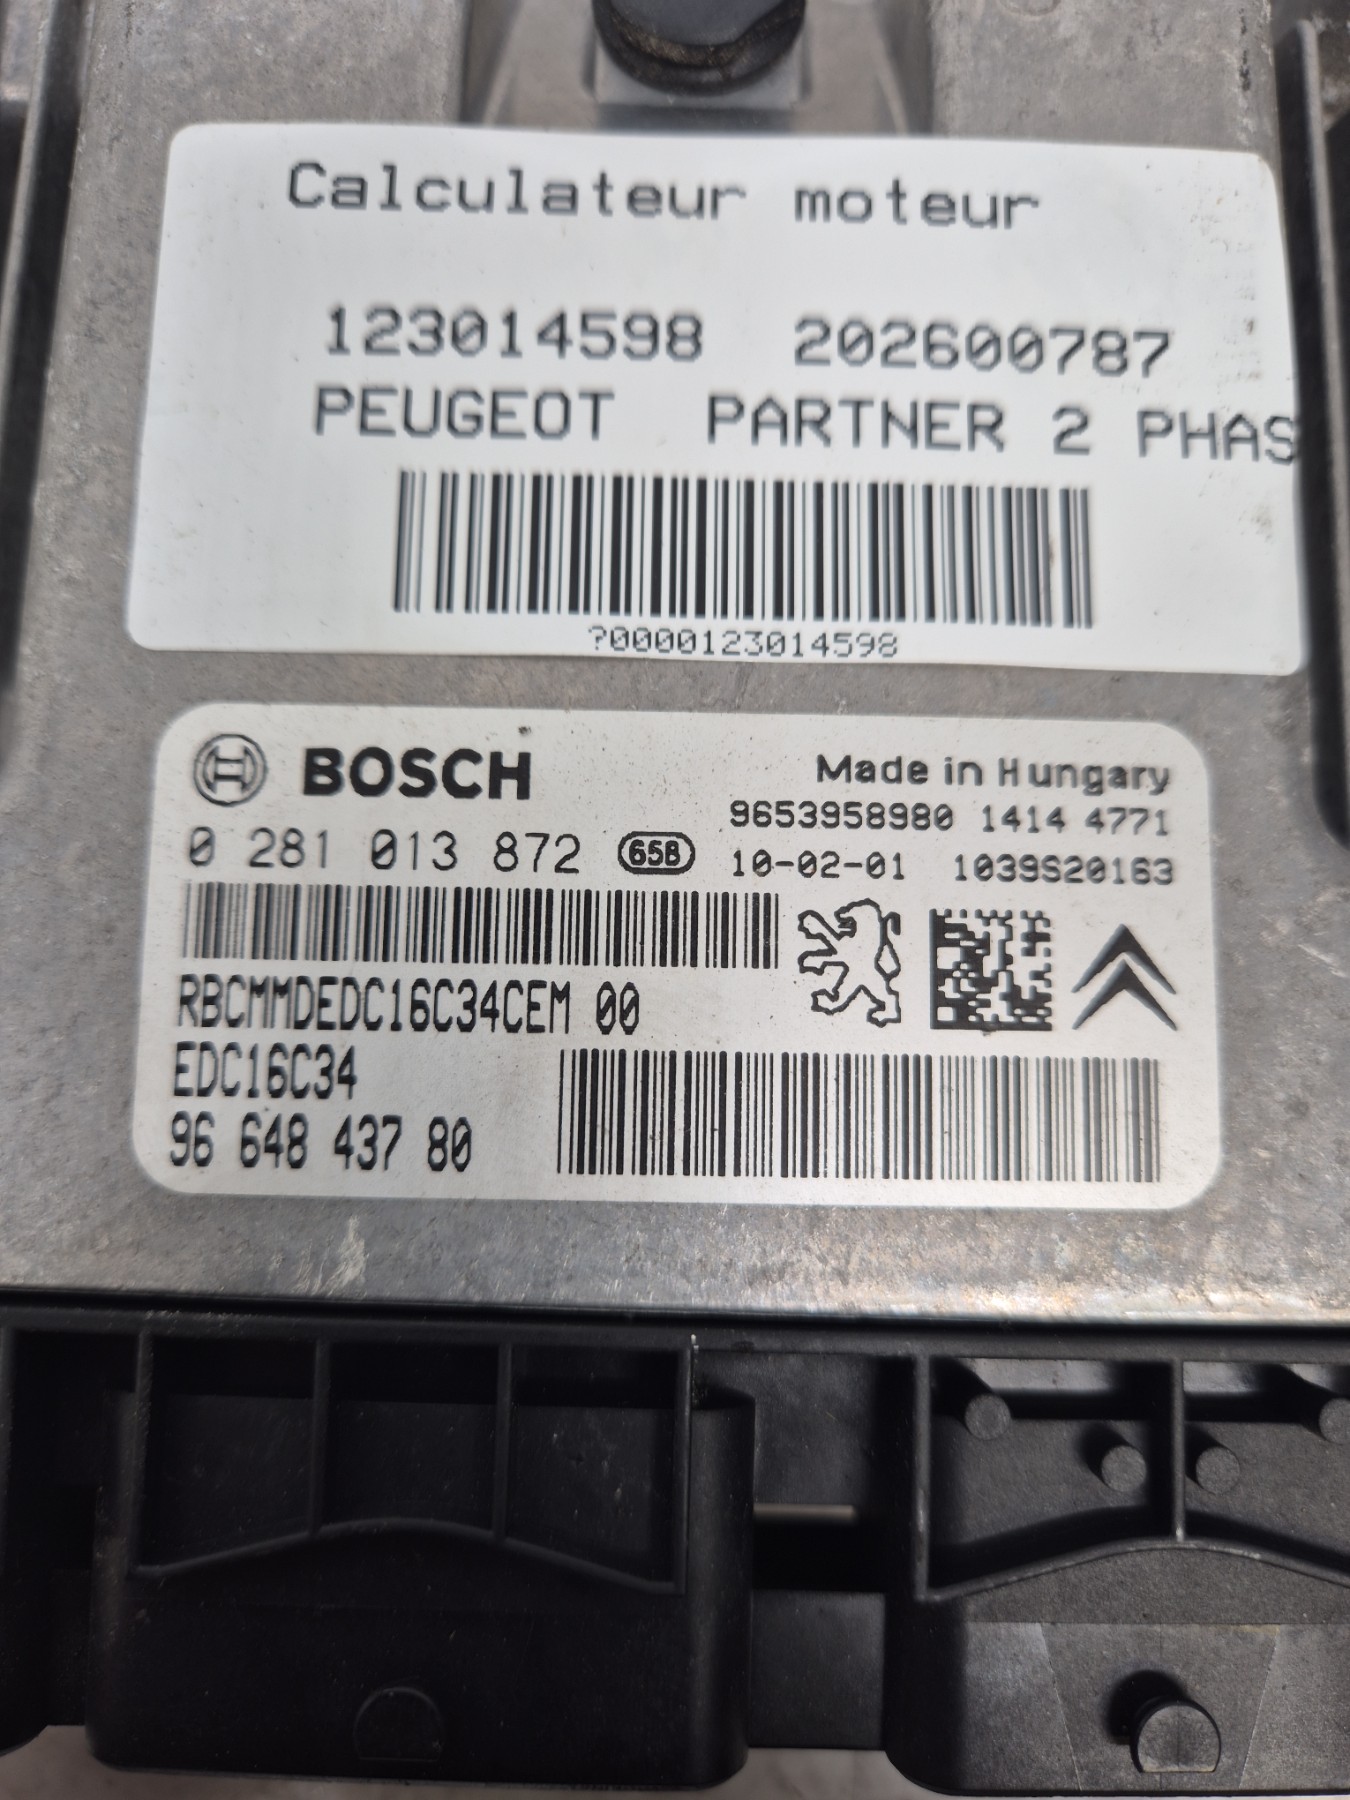 Calculateur moteur
123014598 202600787
PEUGEOT PARTNER 2 PHAS
?0000123014598
BOSCH
Made in Hungary
9653958980 1414 4771
0 281 013 872 65B 10-02-01 1039S20163
RBCMMDEDC16C34CEM 00
EDC16C34
96 648 437 80